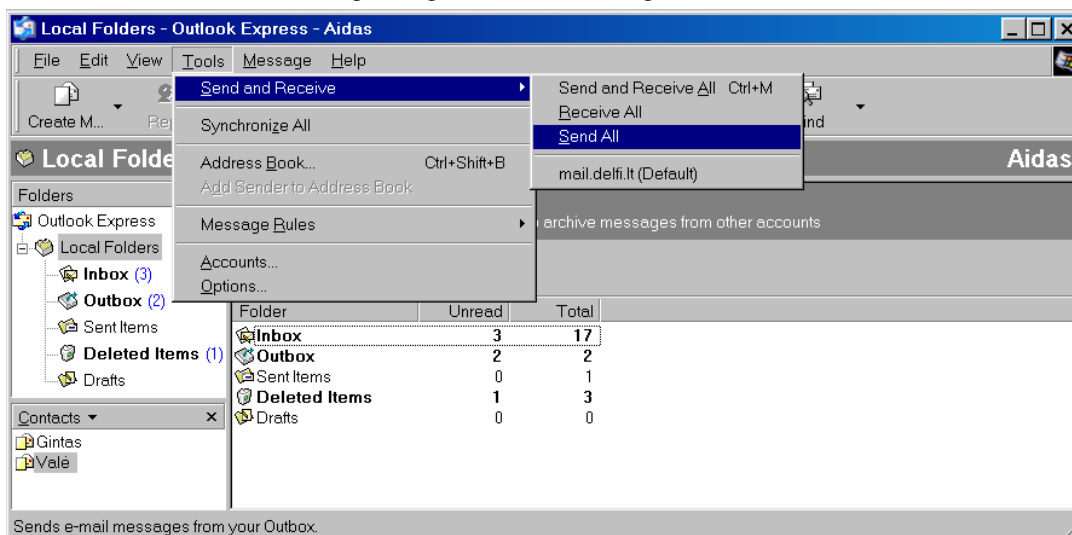 Local Folders - Outlook Express - Aidas
File Edit View Tools Message Help
Create M...
Send and Receive
Synchronize All
Address Book... Ctrl+Shift+B
Add Sender to Address Book
Message Rules
Accounts...
Options...
Send and Receive All Ctrl+M
Receive All
Send All
mail.delfi.lt (Default)
Aidas
archive messages from other accounts
Folders
Outlook Express
Local Folders
Inbox (3)
Outbox (2)
Sent Items
Deleted Items (1)
Drafts
Folder Unread Total
Inbox 3 17
Outbox 2 2
Sent Items 0 1
Deleted Items 1 3
Drafts 0 0
Contacts
Gintas
Valė
Sends e-mail messages from your Outbox.